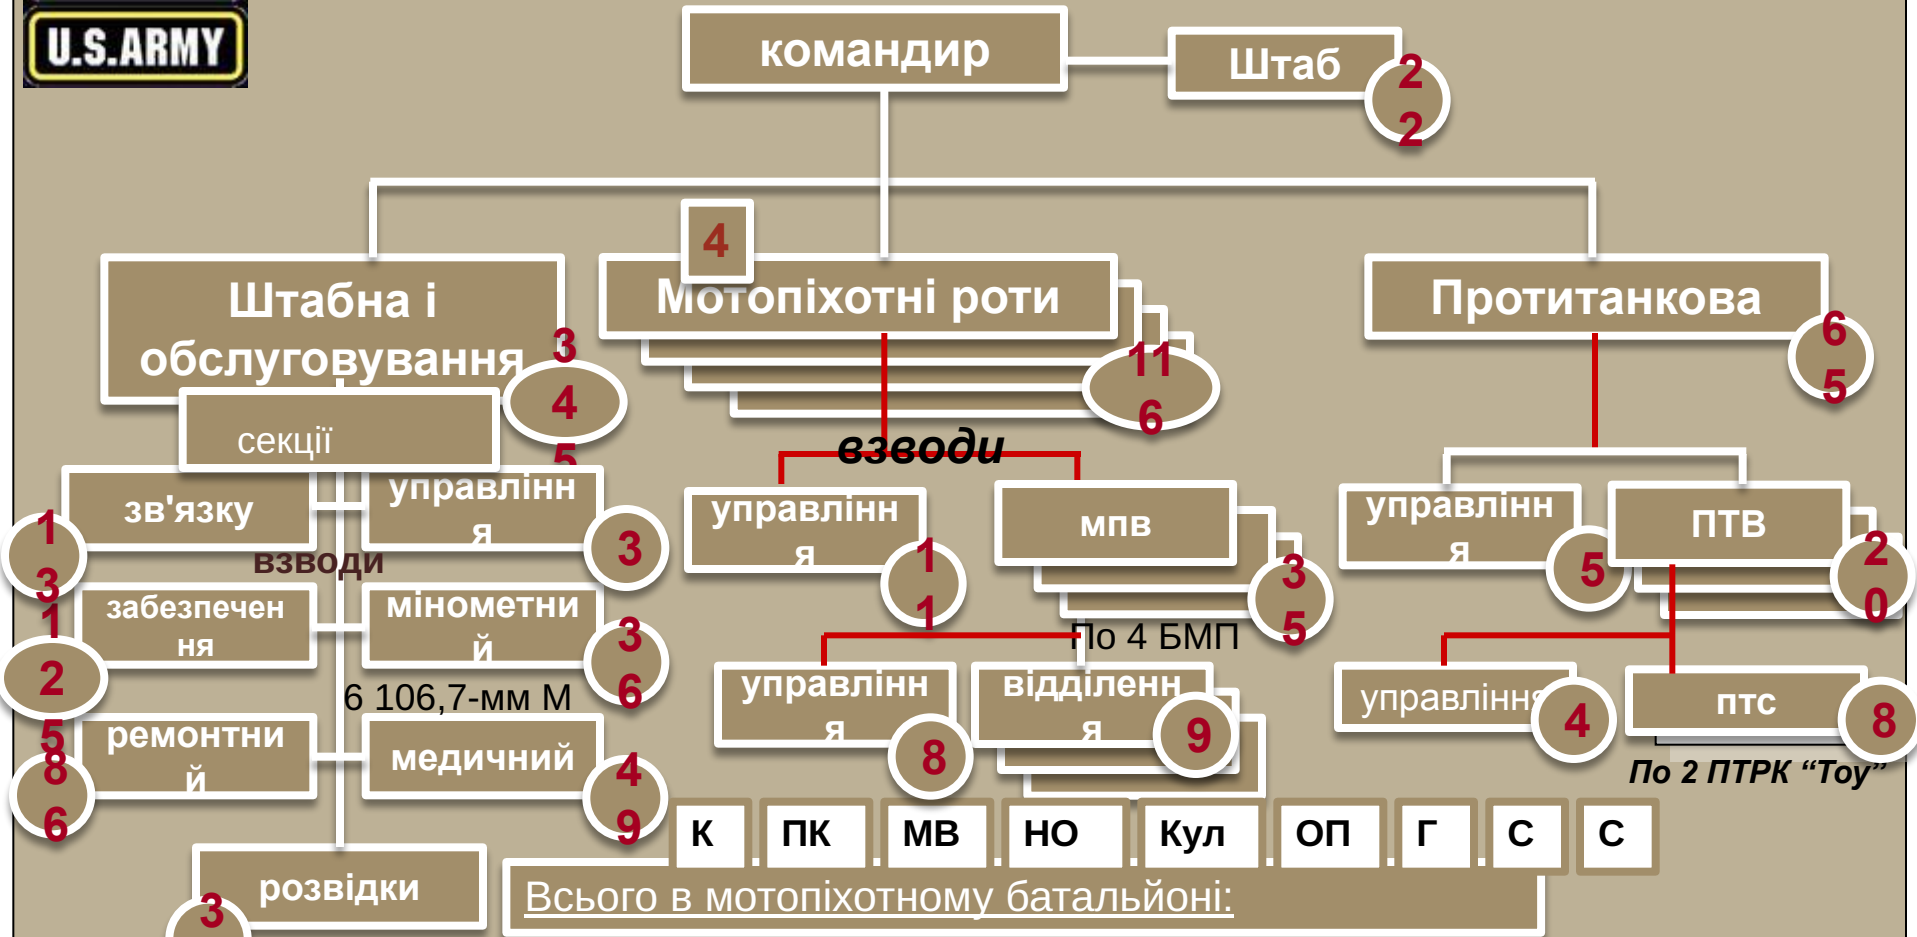 U.S.ARMY
командир
Штаб
2
2
4
Штабна і
обслуговування
3
4
5
Мотопіхотні роти
11
6
Протитанкова
6
5
секції
взводи
зв'язку
1
3
управлінн
я
3
взводи
забезпечен
ня
1
2
5
мінометни
й
3
6
6 106,7-мм М
ремонтни
й
8
6
медичний
4
9
розвідки
3
управлінн
я
1
1
мпв
3
5
По 4 БМП
управлінн
я
8
відділенн
я
9
управлінн
я
5
ПТВ
2
0
управління
4
птс
8
По 2 ПТРК “Тоу”
К
ПК
МВ
НО
Кул
ОП
Г
С
С
Всього в мотопіхотному батальйоні: